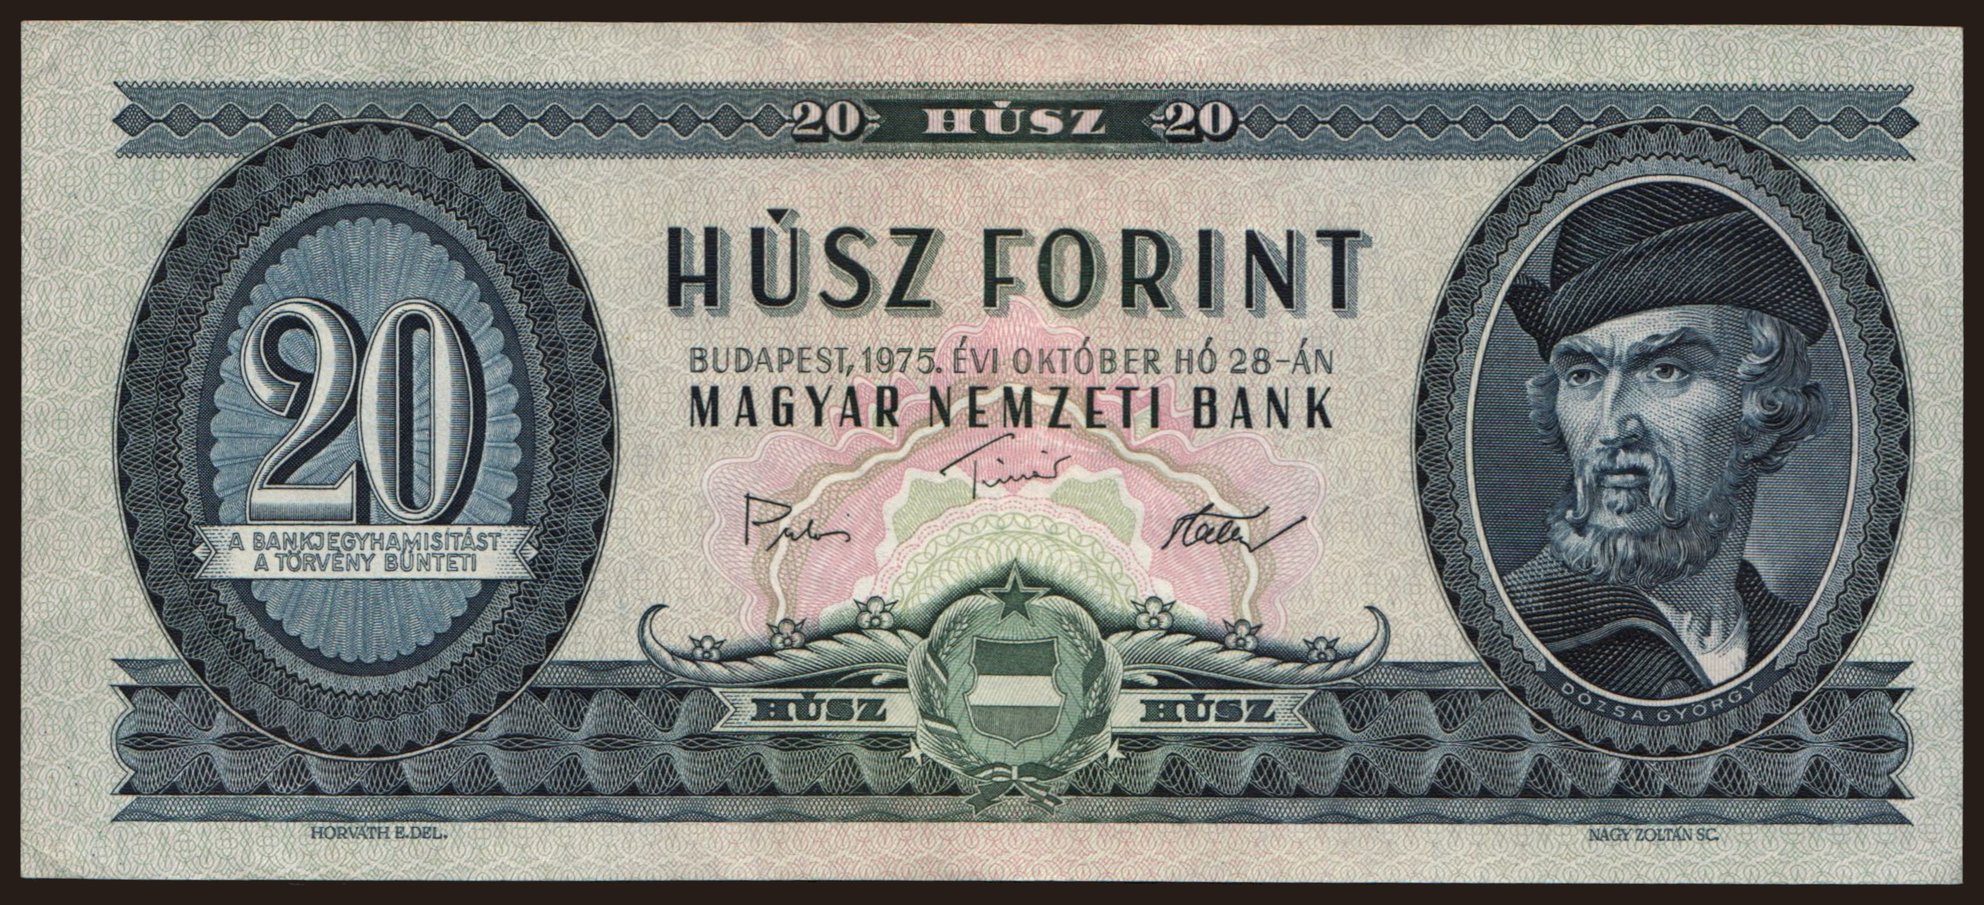 20 HÚSZ 20
HÚSZ FORINT
BUDAPEST, 1975. ÉVI OKTÓBER HÓ 28-ÁN
MAGYAR NEMZETI BANK
20
A BANKJEGYHAMISÍTÁST
A TÖRVÉNY BÜNTETI
HÚSZ HÚSZ
DÓZSA GYÖRGY
HORVÁTH E. DEL.
NAGY ZOLTÁN SC.